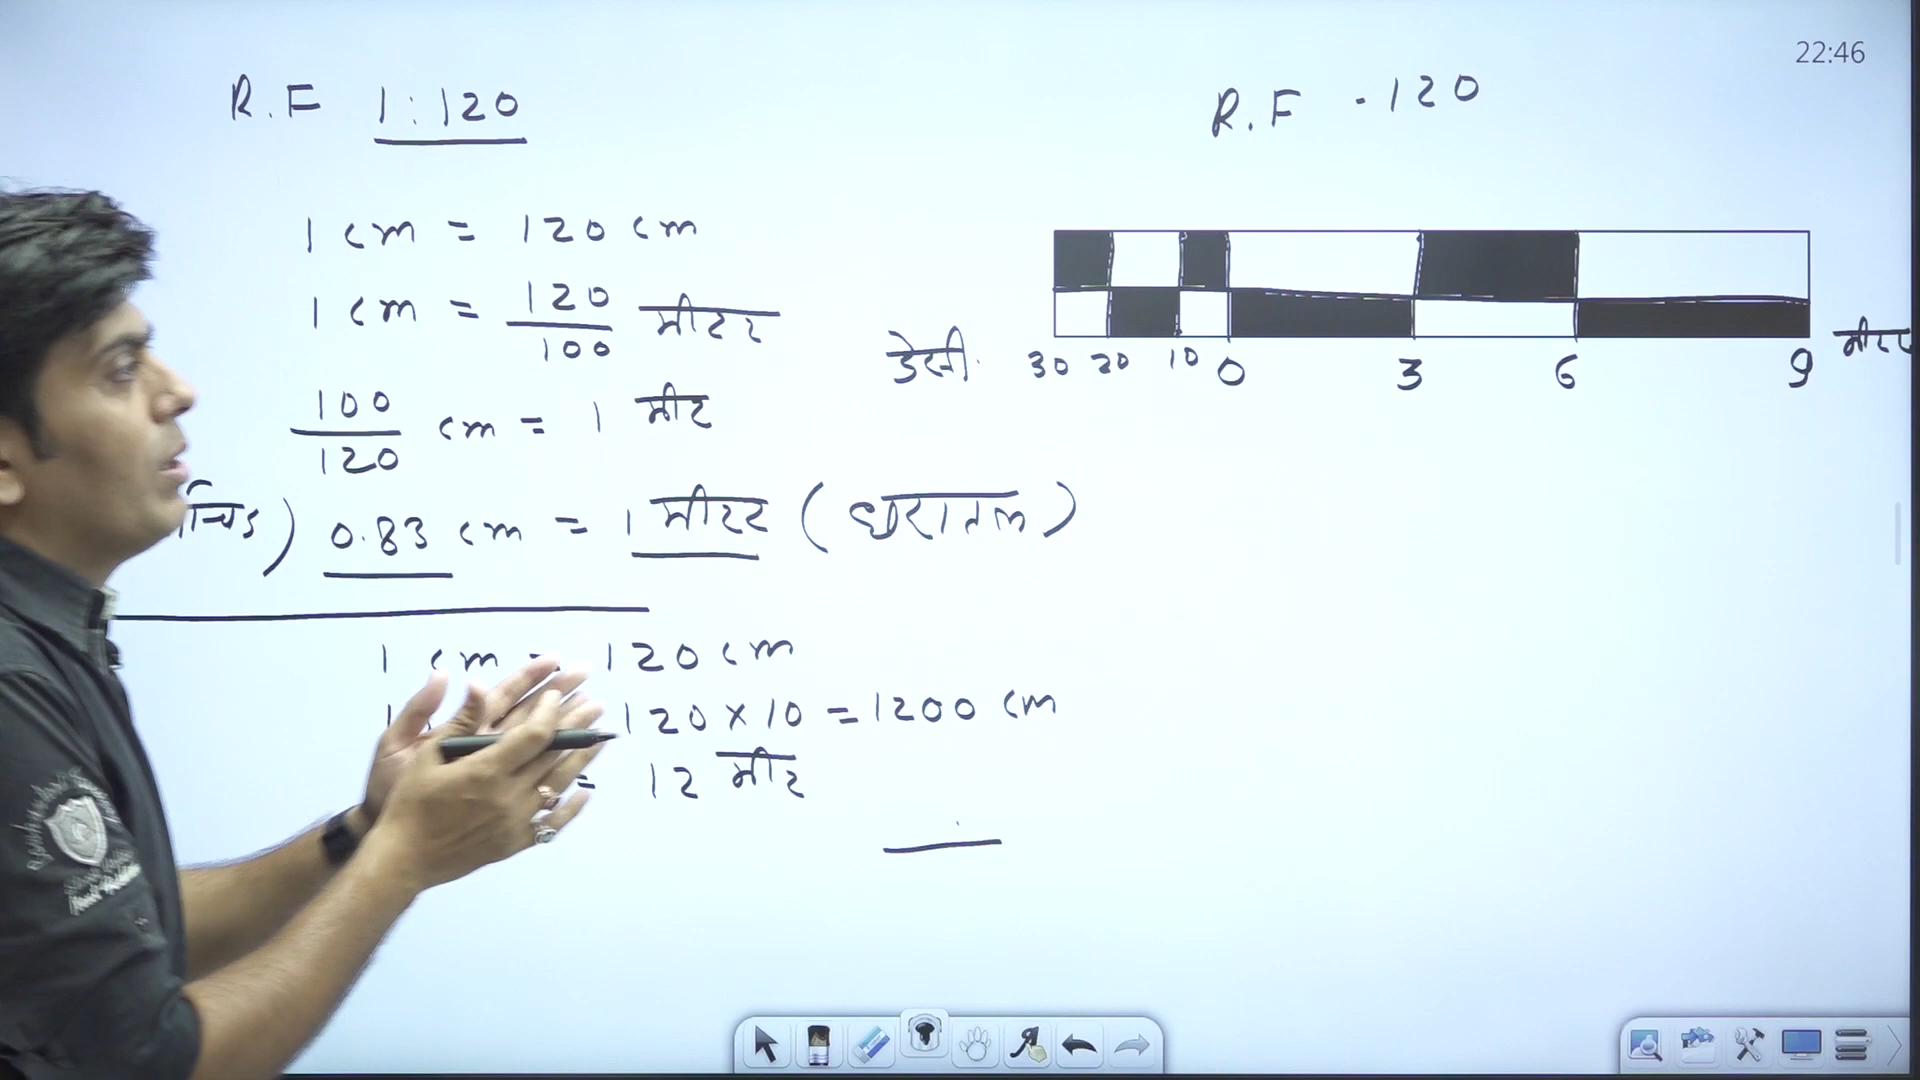 22:46
R.F 1:120
1 cm = 120 cm
1 cm = 120/100 मीटर
100/120 cm = 1 मीट
) 0.83 cm = 1 मीटर (धरातल)
1 cm = 120 cm
120 × 10 = 1200 cm
= 12 मीटर
R.F - 120
डेसी. 30 20 10 0 3 6 9 मीटर